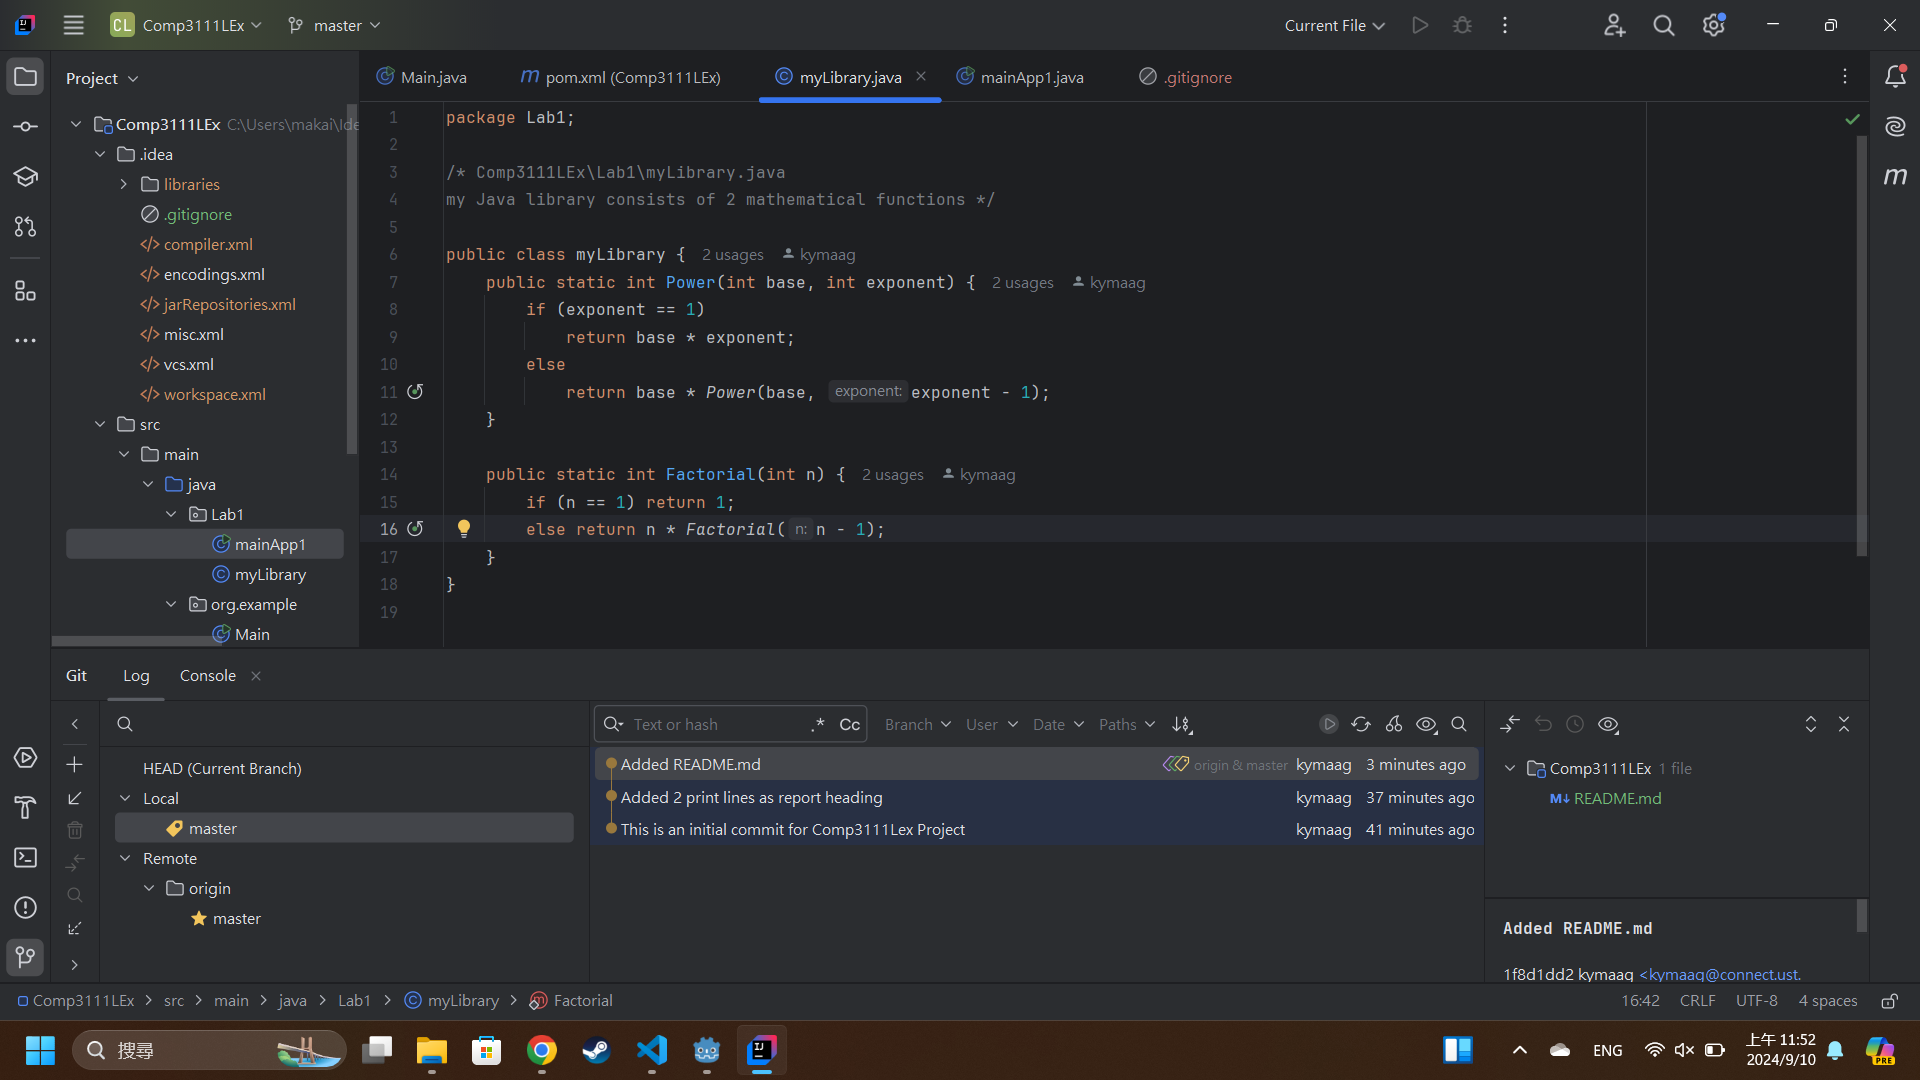 CL Comp3111LEx master Current File
Project
Main.java pom.xml (Comp3111LEx) myLibrary.java mainApp1.java .gitignore
Comp3111LEx C:\Users\makai\Ide
.idea
libraries
.gitignore
compiler.xml
encodings.xml
jarRepositories.xml
misc.xml
vcs.xml
workspace.xml
src
main
java
Lab1
mainApp1
myLibrary
org.example
Main
1 package Lab1;
2
3 /* Comp3111LEx\Lab1\myLibrary.java
4 my Java library consists of 2 mathematical functions */
5
6 public class myLibrary { 2 usages kymaag
7 public static int Power(int base, int exponent) { 2 usages kymaag
8 if (exponent == 1)
9 return base * exponent;
10 else
11 return base * Power(base, exponent: exponent - 1);
12 }
13
14 public static int Factorial(int n) { 2 usages kymaag
15 if (n == 1) return 1;
16 else return n * Factorial( n: n - 1);
17 }
18 }
19
Git Log Console
Text or hash .* Cc Branch User Date Paths
HEAD (Current Branch)
Local
master
Remote
origin
master
Added README.md origin & master kymaag 3 minutes ago
Added 2 print lines as report heading kymaag 37 minutes ago
This is an initial commit for Comp3111Lex Project kymaag 41 minutes ago
Comp3111LEx 1 file
M↓ README.md
Added README.md
1f8d1dd2 kymaag <kymaag@connect.ust.
Comp3111LEx src main java Lab1 myLibrary Factorial 16:42 CRLF UTF-8 4 spaces
搜尋
ENG
上午 11:52
2024/9/10
PRE